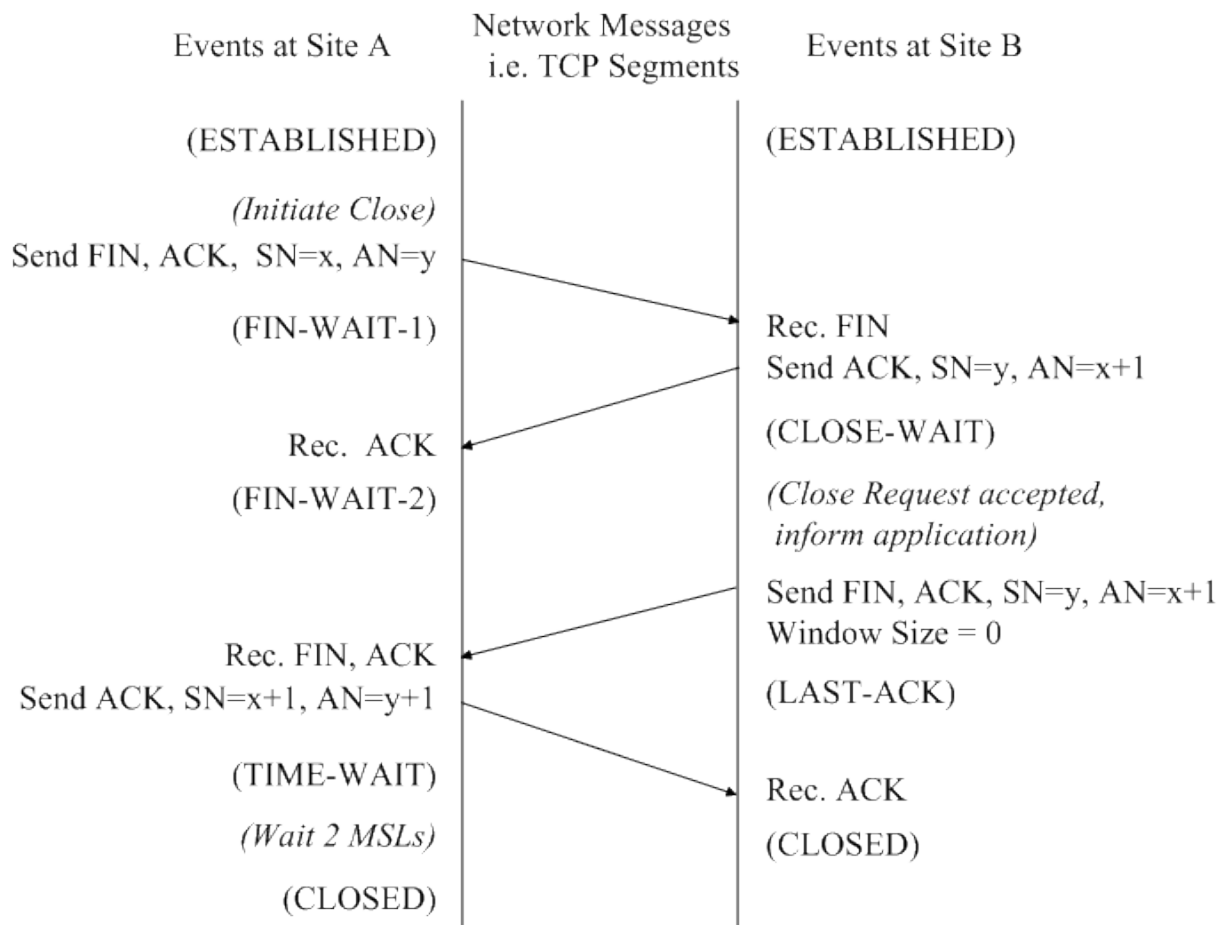 Events at Site A
Network Messages
i.e. TCP Segments
Events at Site B
(ESTABLISHED)
(ESTABLISHED)
(Initiate Close)
Send FIN, ACK, SN=x, AN=y
(FIN-WAIT-1)
Rec. FIN
Send ACK, SN=y, AN=x+1
Rec. ACK
(CLOSE-WAIT)
(FIN-WAIT-2)
(Close Request accepted,
inform application)
Send FIN, ACK, SN=y, AN=x+1
Window Size = 0
Rec. FIN, ACK
Send ACK, SN=x+1, AN=y+1
(LAST-ACK)
(TIME-WAIT)
Rec. ACK
(Wait 2 MSLs)
(CLOSED)
(CLOSED)